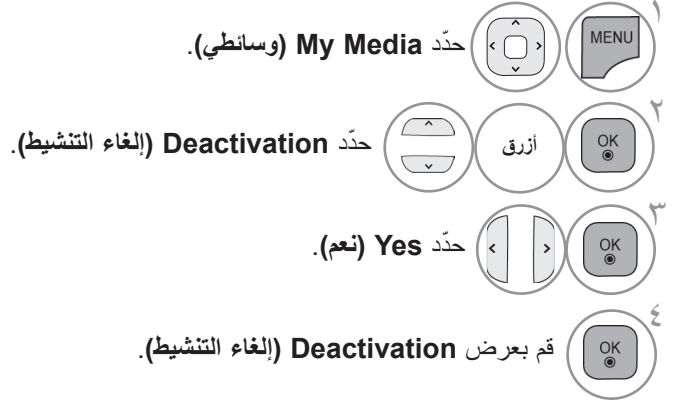 ١ MENU حدّد My Media (وسائطي).
٢ OK أزرق حدّد Deactivation (إلغاء التنشيط).
٣ OK حدّد Yes (نعم).
٤ OK قم بعرض Deactivation (إلغاء التنشيط).